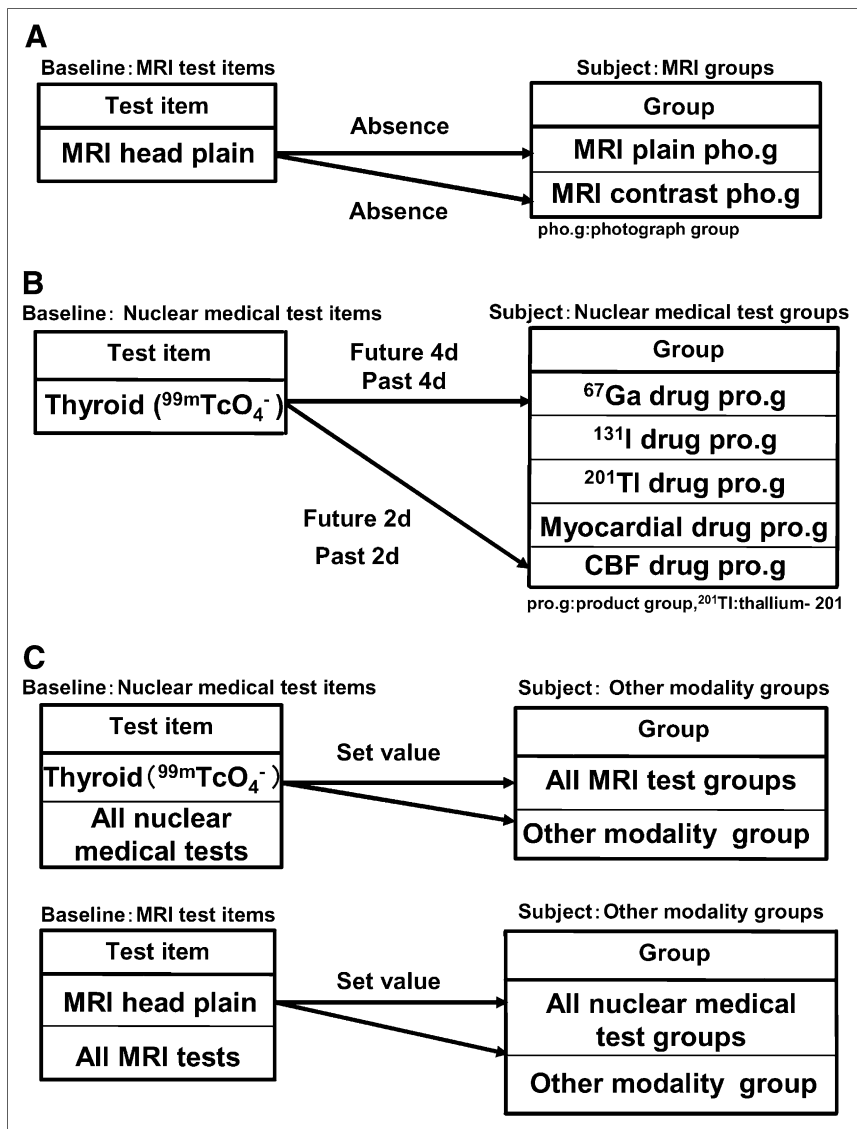 A
Baseline:MRI test items
Subject:MRI groups
Test item
Group
MRI head plain
Absence
Absence
MRI plain pho.g
MRI contrast pho.g
pho.g:photograph group
B
Baseline: Nuclear medical test items
Subject:Nuclear medical test groups
Test item
Group
Thyroid (⁹⁹ᵐTcO₄⁻)
Future 4d
Past 4d
Future 2d
Past 2d
⁶⁷Ga drug pro.g
¹³¹I drug pro.g
²⁰¹Tl drug pro.g
Myocardial drug pro.g
CBF drug pro.g
pro.g:product group,²⁰¹Tl:thallium- 201
C
Baseline:Nuclear medical test items
Subject: Other modality groups
Test item
Group
Thyroid (⁹⁹ᵐTcO₄⁻)
All nuclear
medical tests
Set value
All MRI test groups
Other modality group
Baseline:MRI test items
Subject:Other modality groups
Test item
Group
MRI head plain
All MRI tests
Set value
All nuclear medical
test groups
Other modality group